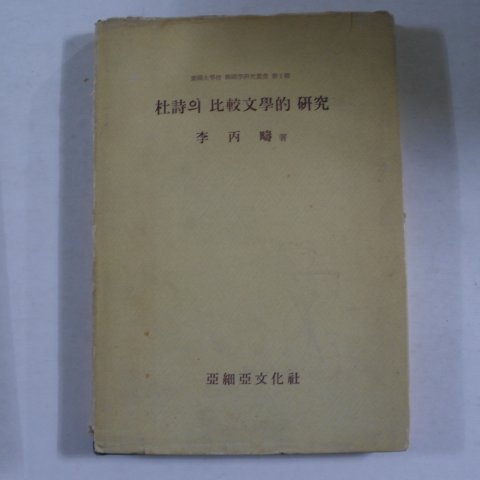 杜詩의 比較文學的 硏究
李丙疇 著
亞細亞文化社